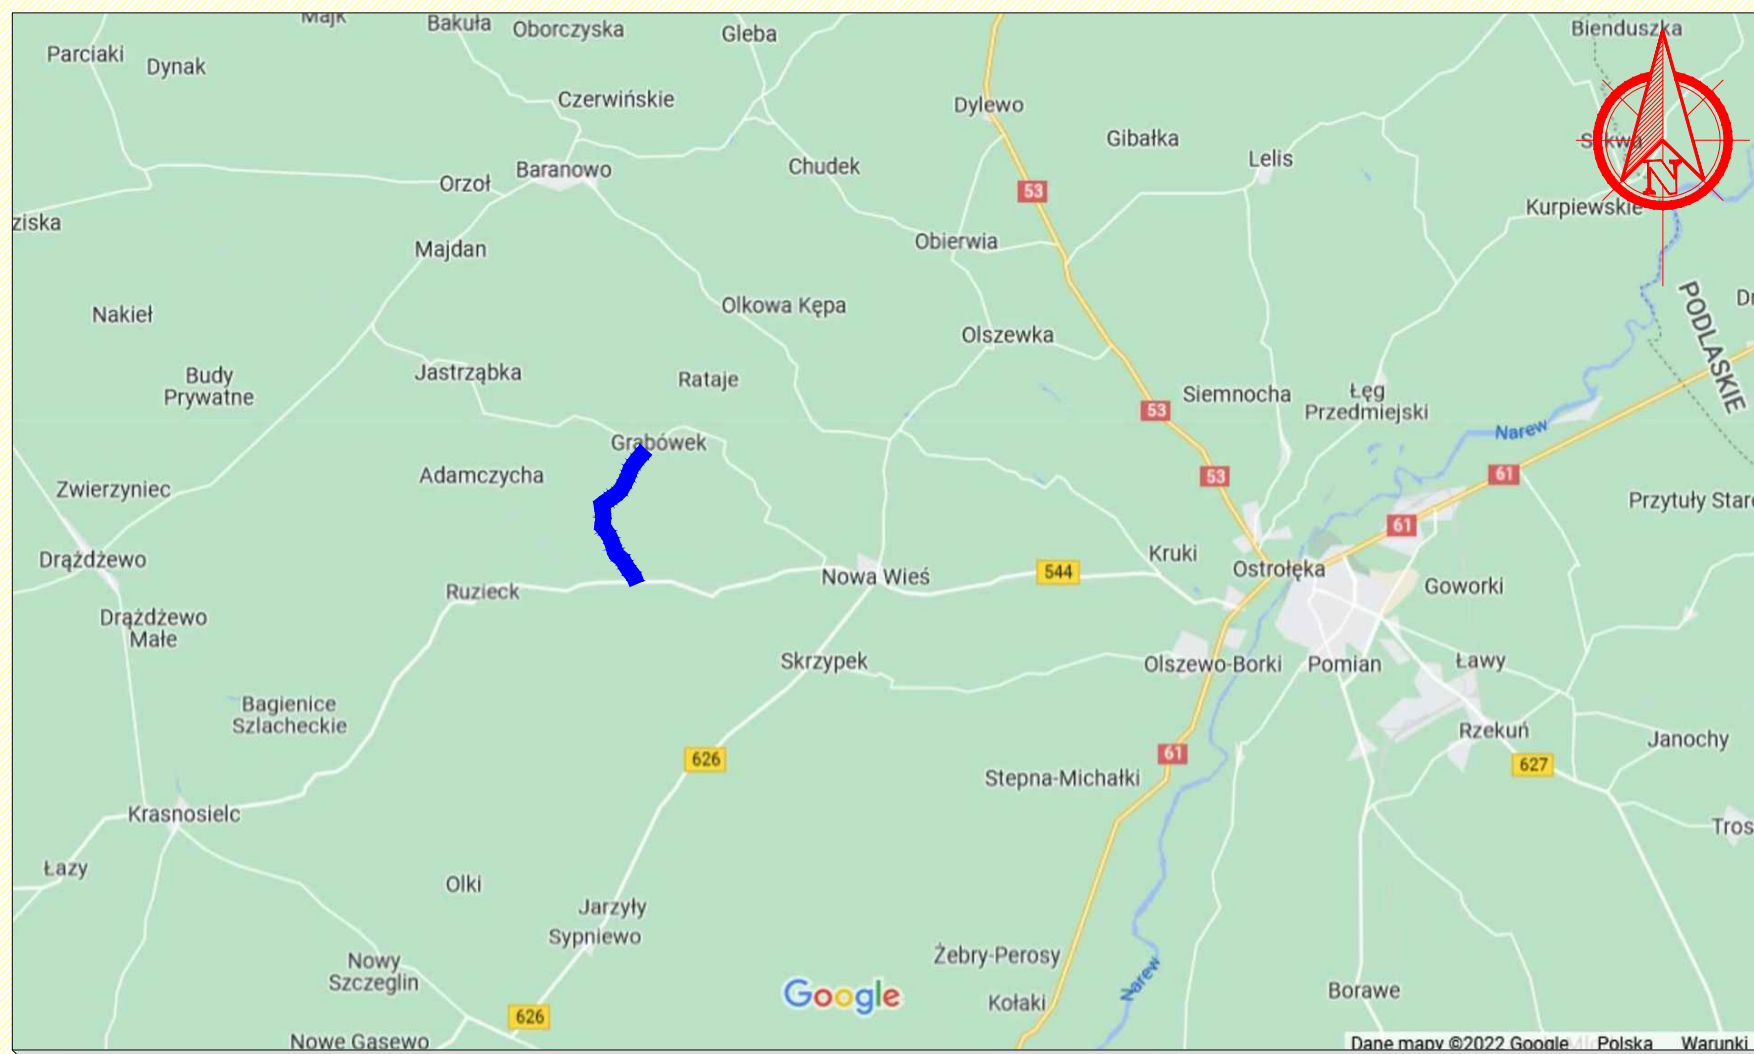 Majk
Bakuła
Oborczyska
Gleba
Bienduszka
Parciaki
Dynak
Czerwińskie
Dylewo
Gibałka
Lelis
N
Orzoł
Baranowo
Chudek
53
Kurpiewskie
ziska
Majdan
Obierwia
PODLASKIE
Nakieł
Olkowa Kępa
Olszewka
Budy
Prywatne
Jastrząbka
Rataje
Siemnocha
Łęg
Przedmiejski
53
Narew
Grabówek
Adamczycha
53
61
Zwierzyniec
61
Drążdżewo
Kruki
544
Ostrołęka
Nowa Wieś
Goworki
Ruzieck
Drążdżewo
Małe
Skrzypek
Olszewo-Borki
Pomian
Ławy
Bagienice
Szlacheckie
Rzekuń
Janochy
626
61
627
Stepna-Michałki
Krasnosielc
Łazy
Olki
Jarzyły
Sypniewo
Żebry-Perosy
Nowy
Szczeglin
Narew
Google
Kołaki
Borawe
626
Nowe Gasewo
Dane mapy ©2022 Google
Polska
Warunki